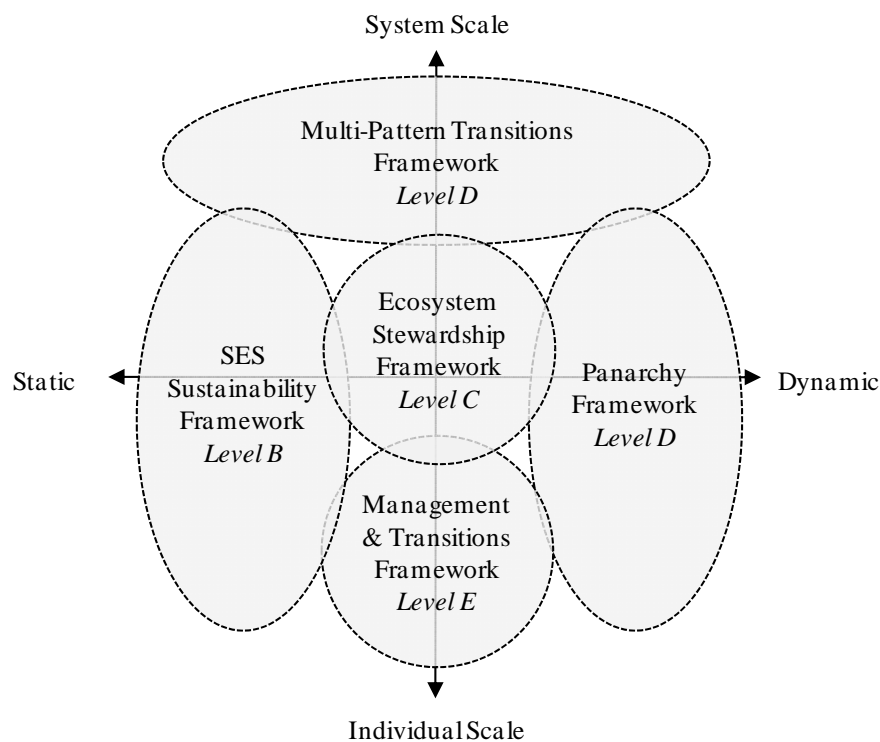 System Scale
Multi-Pattern Transitions
Framework
Level D
Ecosystem
Stewardship
Framework
Level C
SES
Sustainability
Framework
Level B
Panarchy
Framework
Level D
Static
Dynamic
Management
& Transitions
Framework
Level E
Individual Scale